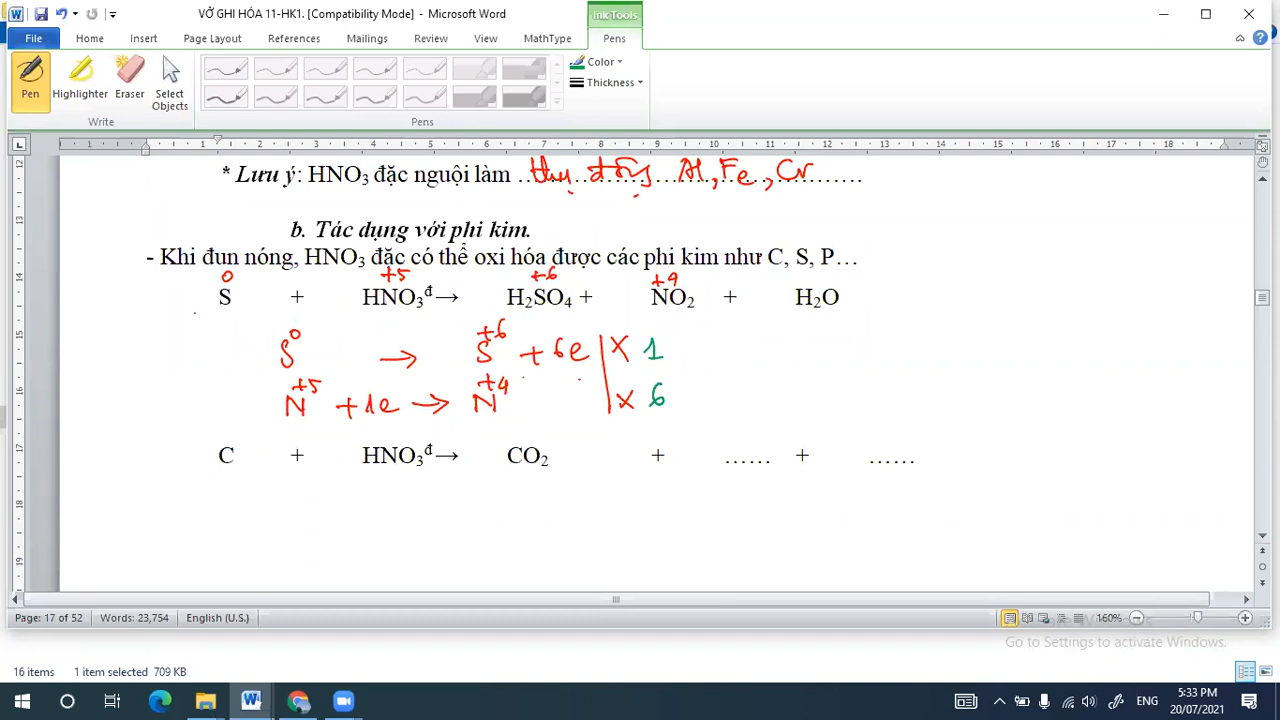 VỞ GHI HÓA 11-HK1. [Compatibility Mode] - Microsoft Word
Ink Tools
File Home Insert Page Layout References Mailings Review View MathType Pens
Pen Highlighter Eraser Select Objects
Color
Thickness
Write Pens
* Lưu ý: HNO₃ đặc nguội làm ... thụ động Al, Fe, Cr ............
b. Tác dụng với phi kim.
- Khi đun nóng, HNO₃ đặc có thể oxi hóa được các phi kim như C, S, P…
0 +5 +6 +4
S + HNO₃đ → H₂SO₄ + NO₂ + H₂O
S⁰ → S⁺⁶ + 6e | x 1
N⁺⁵ + 1e → N⁺⁴ | x 6
C + HNO₃đ → CO₂ + …… + ……
Page: 17 of 52 Words: 23,754 English (U.S.) 160%
Go to Settings to activate Windows.
16 items 1 item selected 709 KB
ENG
5:33 PM
20/07/2021